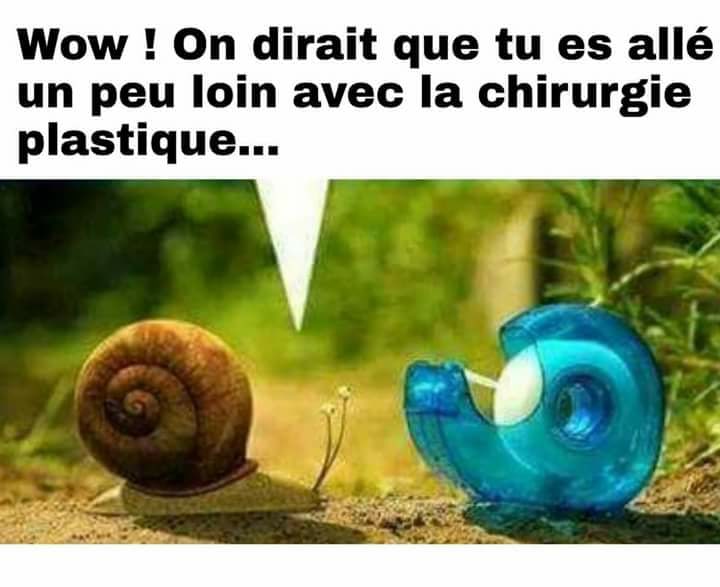 Wow ! On dirait que tu es allé
un peu loin avec la chirurgie
plastique...